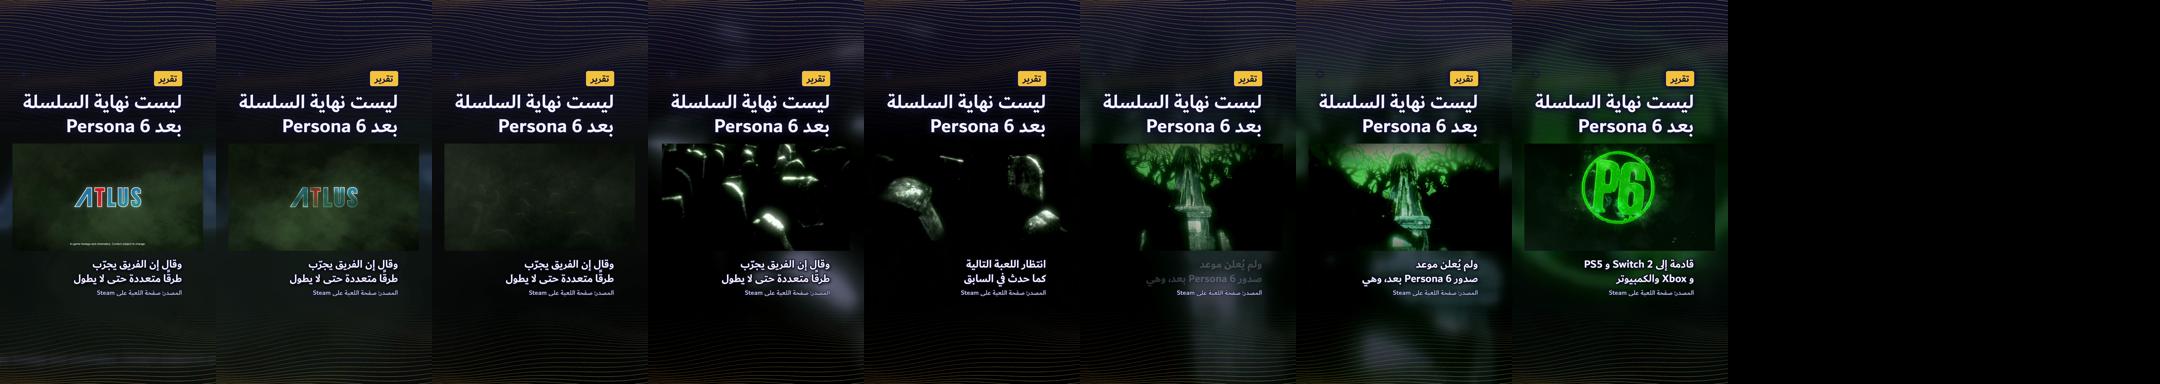 تقرير
ليست نهاية السلسلة
بعد Persona 6
ATLUS
وقال إن الفريق يجرّب
طرقًا متعددة حتى لا يطول
المصدر: صفحة اللعبة على Steam
تقرير
ليست نهاية السلسلة
بعد Persona 6
ATLUS
وقال إن الفريق يجرّب
طرقًا متعددة حتى لا يطول
المصدر: صفحة اللعبة على Steam
تقرير
ليست نهاية السلسلة
بعد Persona 6
وقال إن الفريق يجرّب
طرقًا متعددة حتى لا يطول
المصدر: صفحة اللعبة على Steam
تقرير
ليست نهاية السلسلة
بعد Persona 6
وقال إن الفريق يجرّب
طرقًا متعددة حتى لا يطول
المصدر: صفحة اللعبة على Steam
تقرير
ليست نهاية السلسلة
بعد Persona 6
انتظار اللعبة التالية
كما حدث في السابق
المصدر: صفحة اللعبة على Steam
تقرير
ليست نهاية السلسلة
بعد Persona 6
ولم يُعلن موعد
صدور Persona 6 بعد، وهي
المصدر: صفحة اللعبة على Steam
تقرير
ليست نهاية السلسلة
بعد Persona 6
ولم يُعلن موعد
صدور Persona 6 بعد، وهي
المصدر: صفحة اللعبة على Steam
تقرير
ليست نهاية السلسلة
بعد Persona 6
P6
قادمة إلى Switch 2 و PS5
و Xbox والكمبيوتر
المصدر: صفحة اللعبة على Steam